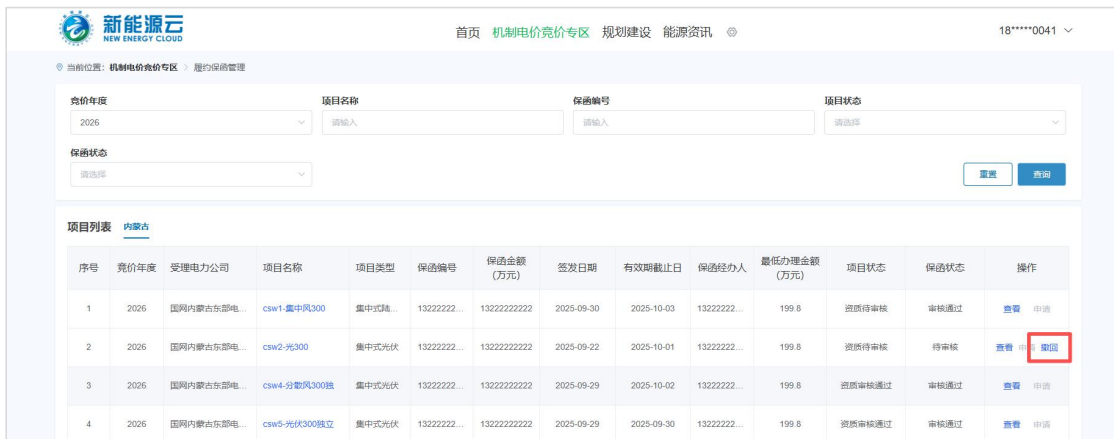 新能源云
NEW ENERGY CLOUD
首页 机制电价竞价专区 规划建设 能源资讯
18*****0041
当前位置: 机制电价竞价专区 > 履约保函管理
竞价年度 项目名称 保函编号 项目状态
2026 请输入 请输入 请选择
保函状态
请选择 重置 查询
项目列表 内蒙古
序号 竞价年度 受理电力公司 项目名称 项目类型 保函编号 保函金额(万元) 签发日期 有效期截止日 保函经办人 最低办理金额(万元) 项目状态 保函状态 操作
1 2026 国网内蒙古东部电... csw1-集中风300 集中式陆... 13222222... 13222222222 2025-09-30 2025-10-03 13222222... 199.8 资质待审核 审核通过 查看 申请
2 2026 国网内蒙古东部电... csw2-光300 集中式光伏 13222222... 13222222222 2025-09-22 2025-10-01 13222222... 199.8 资质待审核 待审核 查看 申请 撤回
3 2026 国网内蒙古东部电... csw4-分散风300独 集中式光伏 13222222... 13222222222 2025-09-29 2025-10-02 13222222... 199.8 资质审核通过 审核通过 查看 申请
4 2026 国网内蒙古东部电... csw5-光伏300独立 集中式光伏 13222222... 13222222222 2025-09-29 2025-09-30 13222222... 199.8 资质审核通过 审核通过 查看 申请